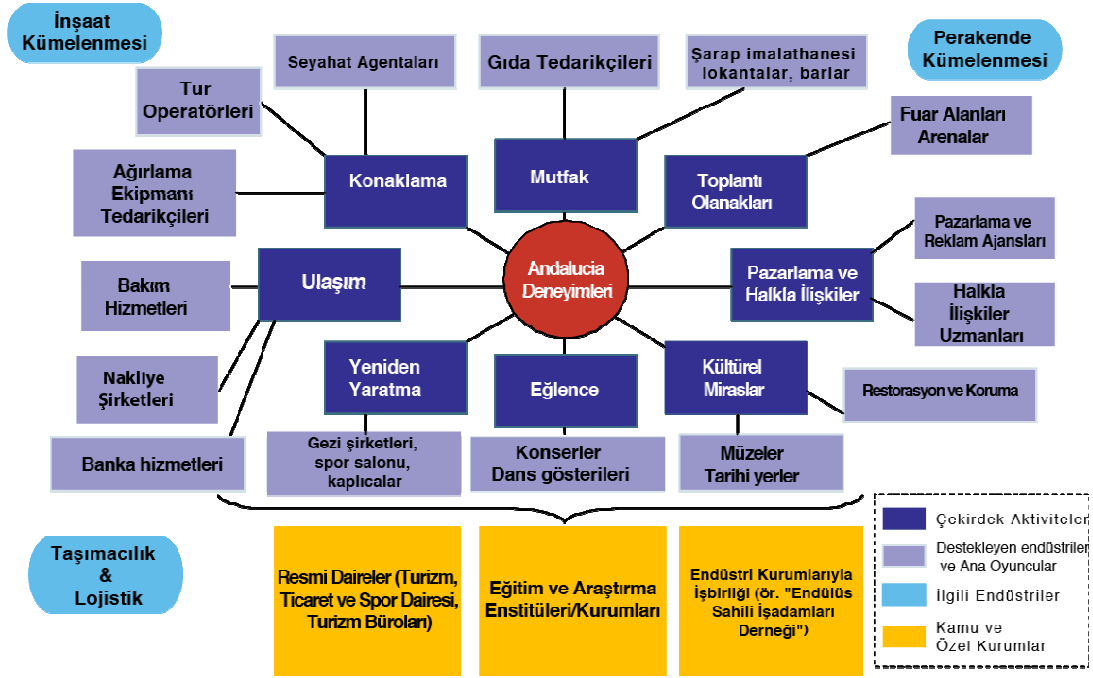 İnşaat
Kümelenmesi
Perakende
Kümelenmesi
Seyahat Agentaları
Gıda Tedarikçileri
Şarap imalathanesi
lokantalar, barlar
Tur
Operatörleri
Fuar Alanları
Arenalar
Ağırlama
Ekipmanı
Tedarikçileri
Konaklama
Mutfak
Toplantı
Olanakları
Pazarlama ve
Reklam Ajansları
Bakım
Hizmetleri
Ulaşım
Andalucia
Deneyimleri
Pazarlama ve
Halkla İlişkiler
Halkla
İlişkiler
Uzmanları
Nakliye
Şirketleri
Yeniden
Yaratma
Eğlence
Kültürel
Miraslar
Restorasyon ve Koruma
Banka hizmetleri
Gezi şirketleri,
spor salonu,
kaplıcalar
Konserler
Dans gösterileri
Müzeler
Tarihi yerler
Taşımacılık
&
Lojistik
Resmi Daireler (Turizm,
Ticaret ve Spor Dairesi,
Turizm Büroları)
Eğitim ve Araştırma
Enstitüleri/Kurumları
Endüstri Kurumlarıyla
İşbirliği (ör. "Endülüs
Sahili İşadamları
Derneği")
Çekirdek Aktiviteler
Destekleyen endüstriler
ve Ana Oyuncular
İlgili Endüstriler
Kamu ve
Özel Kurumlar